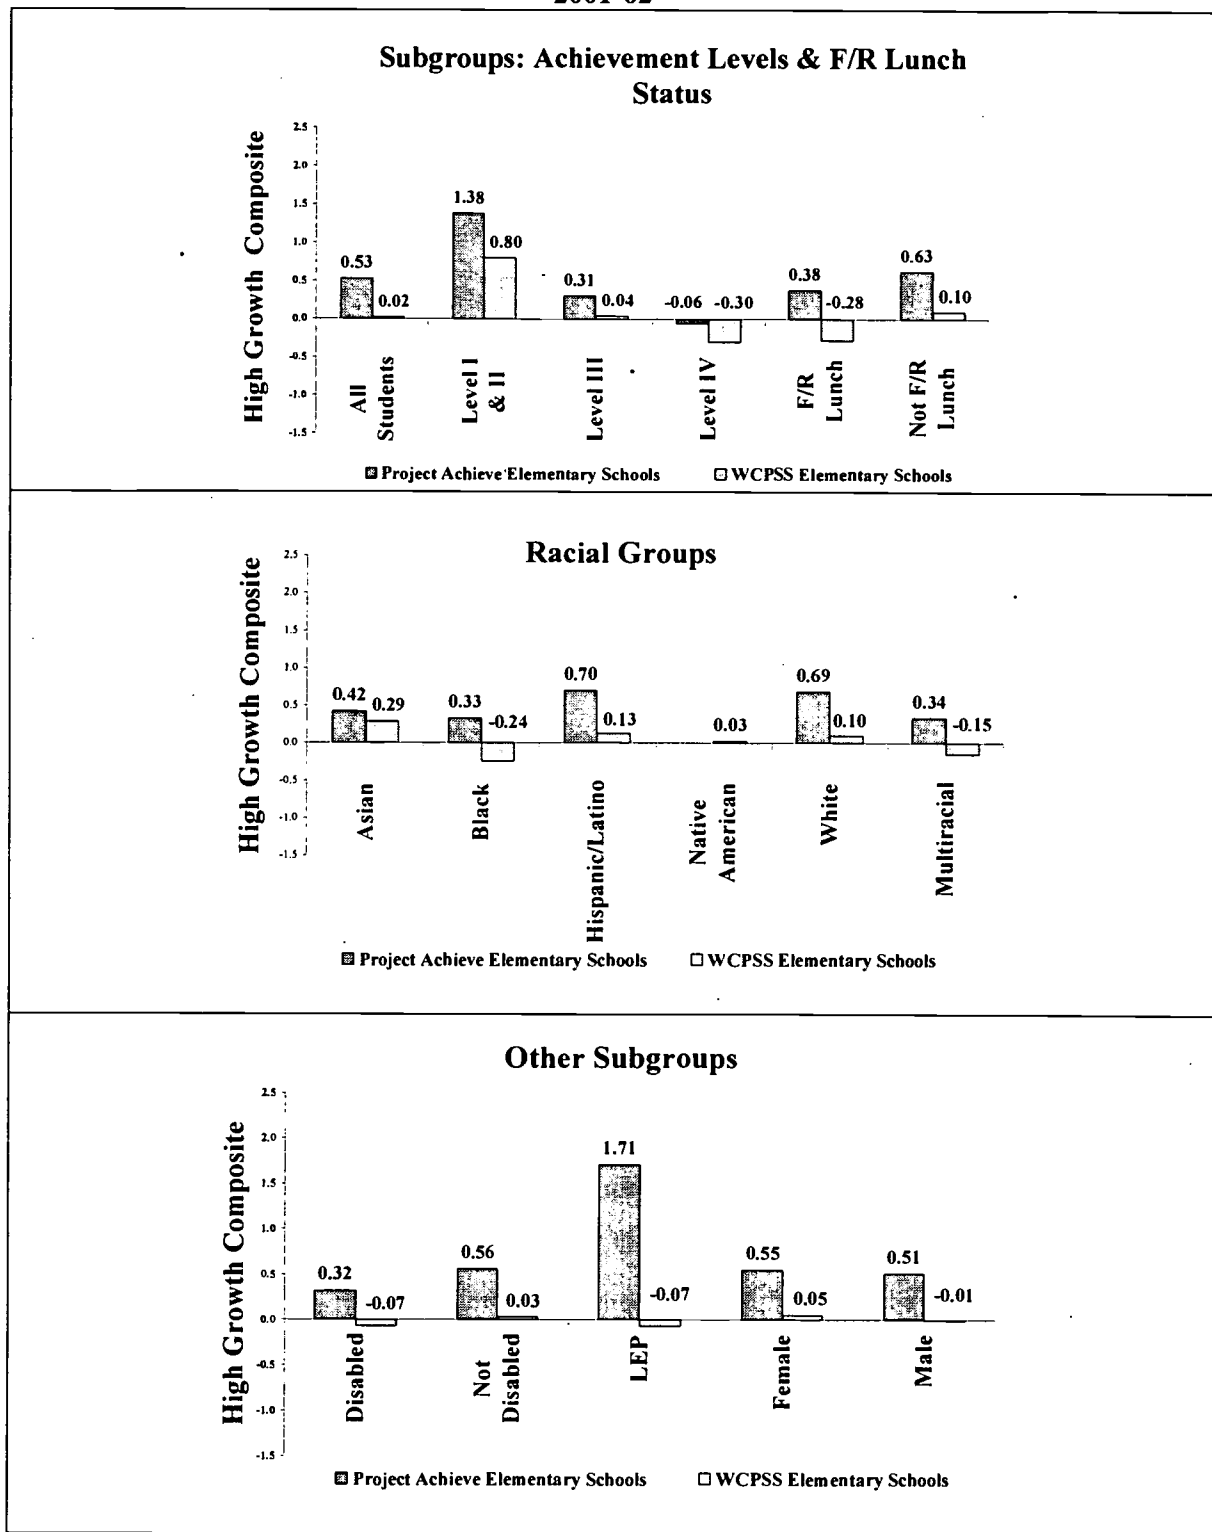 2001-02
Subgroups: Achievement Levels & F/R Lunch
Status
High Growth Composite
2.5
2.0
1.5
1.0
0.5
0.0
-0.5
-1.0
-1.5
0.53
0.02
1.38
0.80
0.31
0.04
-0.06
-0.30
0.38
-0.28
0.63
0.10
All
Students
Level I
& II
Level III
Level IV
F/R
Lunch
Not F/R
Lunch
Project Achieve Elementary Schools
WCPSS Elementary Schools
Racial Groups
High Growth Composite
2.5
2.0
1.5
1.0
0.5
0.0
-0.5
-1.0
-1.5
0.42
0.29
0.33
-0.24
0.70
0.13
0.03
0.69
0.10
0.34
-0.15
Asian
Black
Hispanic/Latino
Native
American
White
Multiracial
Project Achieve Elementary Schools
WCPSS Elementary Schools
Other Subgroups
High Growth Composite
2.5
2.0
1.5
1.0
0.5
0.0
-0.5
-1.0
-1.5
0.32
-0.07
0.56
0.03
1.71
-0.07
0.55
0.05
0.51
-0.01
Disabled
Not
Disabled
LEP
Female
Male
Project Achieve Elementary Schools
WCPSS Elementary Schools